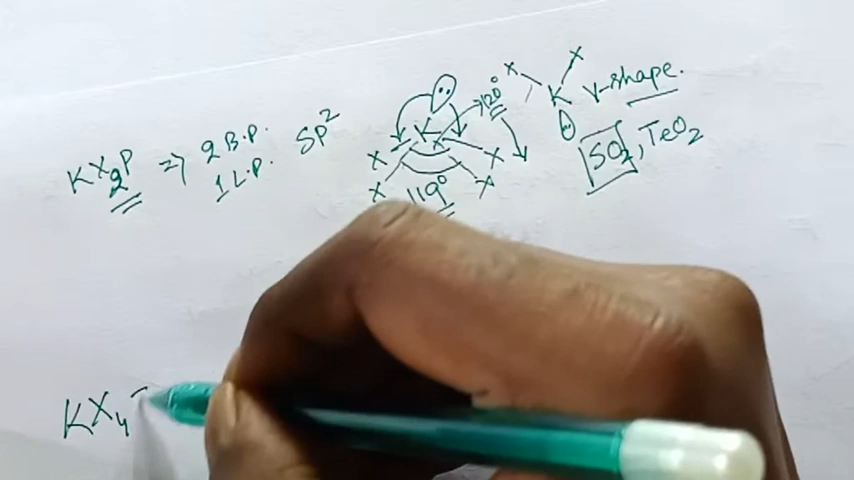 KX2P => 2 B.P. SP2
1 L.P.
K
X X
X X
119°
120°
X X
K V-shape.
SO2, TeO2
KX4